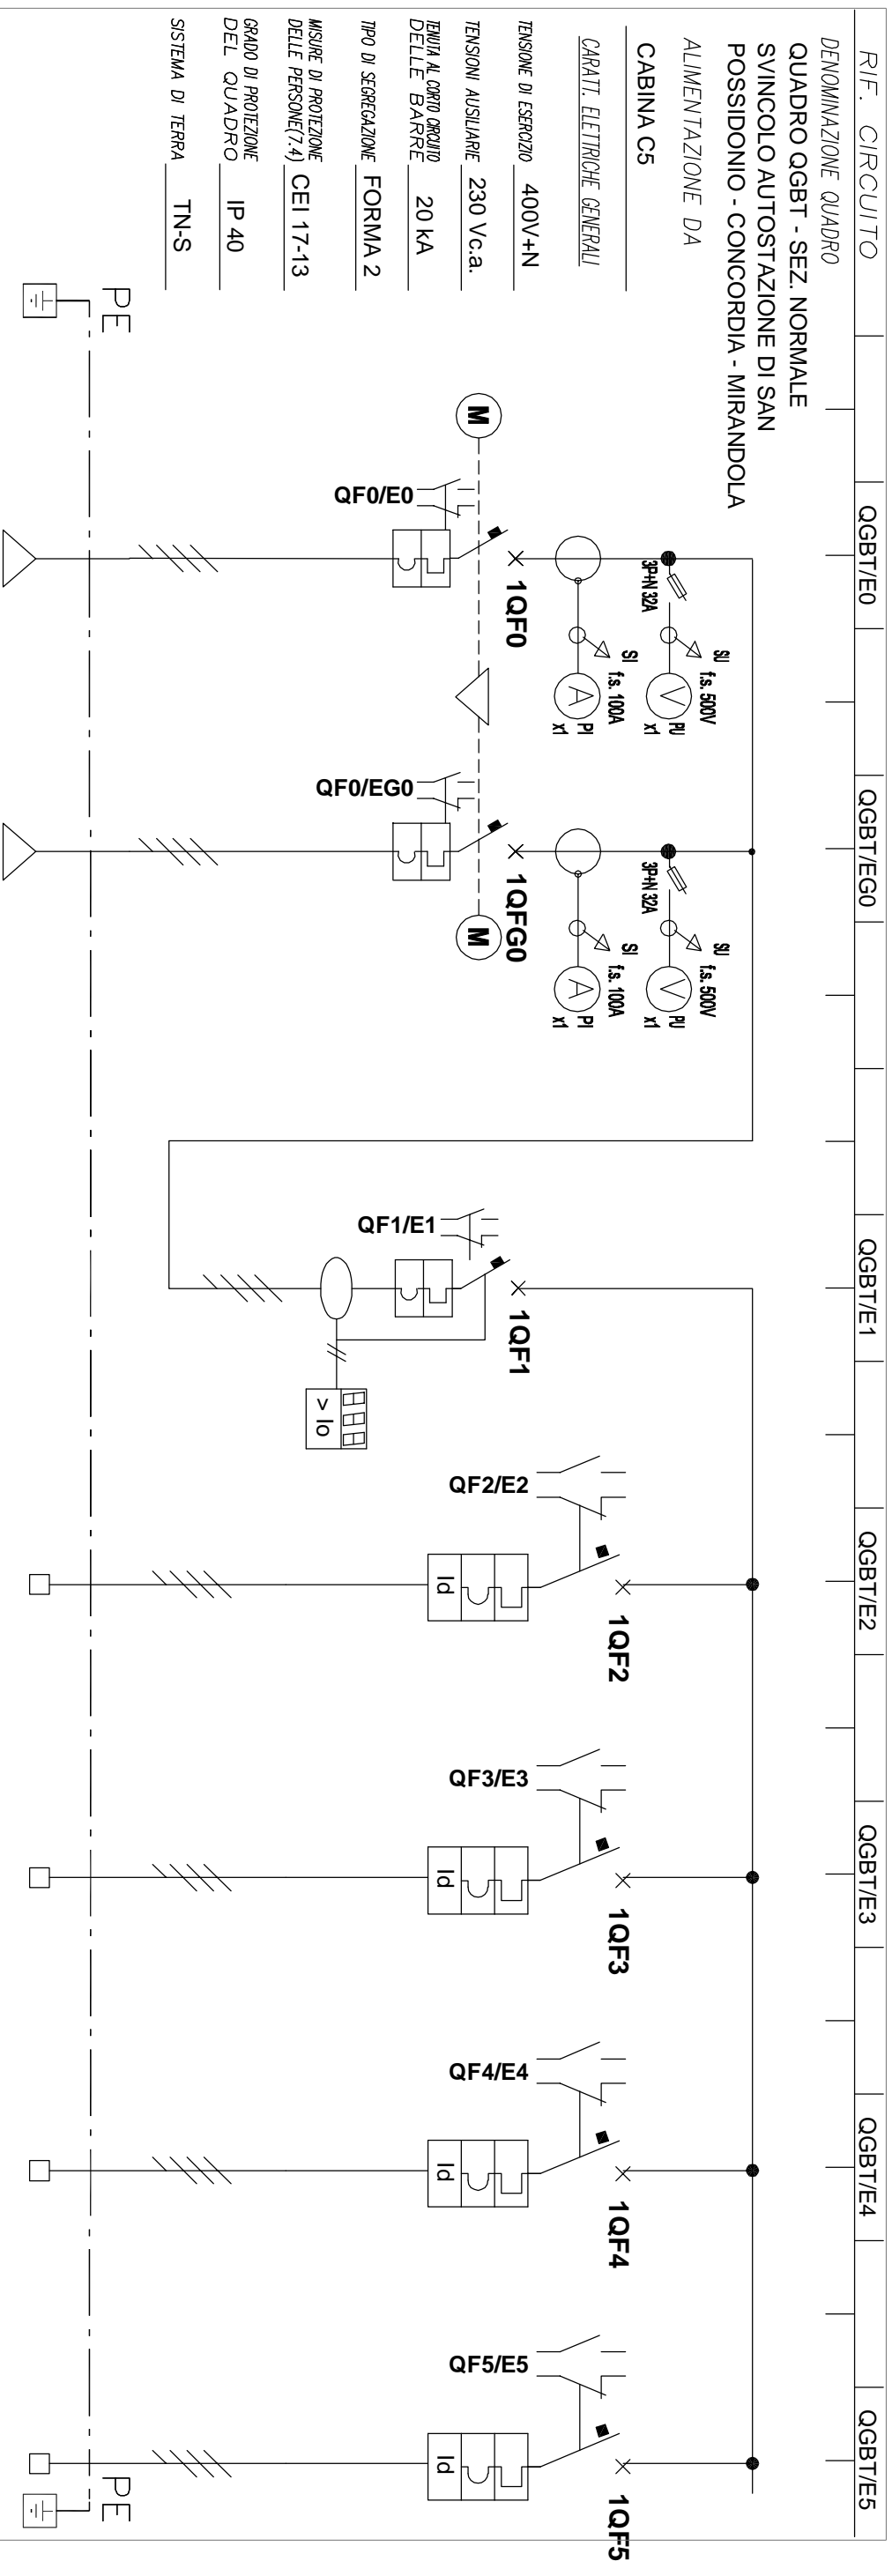 RIF. CIRCUITO
QGBT/E0
QGBT/EG0
QGBT/E1
QGBT/E2
QGBT/E3
QGBT/E4
QGBT/E5
DENOMINAZIONE QUADRO
QUADRO QGBT - SEZ. NORMALE
SVINCOLO AUTOSTAZIONE DI SAN
POSSIDONIO - CONCORDIA - MIRANDOLA
ALIMENTAZIONE DA
CABINA C5
CARATT. ELETTRICHE GENERALI
TENSIONE DI ESERCIZIO 400V+N
TENSIONI AUSILIARIE 230 Vc.a.
TENUTA AL CORTO CIRCUITO
DELLE BARRE 20 kA
TIPO DI SEGREGAZIONE FORMA 2
MISURE DI PROTEZIONE
DELLE PERSONE(7.4) CEI 17-13
GRADO DI PROTEZIONE
DEL QUADRO IP 40
SISTEMA DI TERRA TN-S
PE
SU f.s. 500V
V PU
x1
3P+N 32A
SI f.s. 100A
A PI
x1
1QF0
M
QF0/E0
SU f.s. 500V
V PU
x1
3P+N 32A
SI f.s. 100A
A PI
x1
1QFG0
M
QF0/EG0
1QF1
QF1/E1
> Io
1QF2
QF2/E2
Id
1QF3
QF3/E3
Id
1QF4
QF4/E4
Id
1QF5
QF5/E5
Id
PE